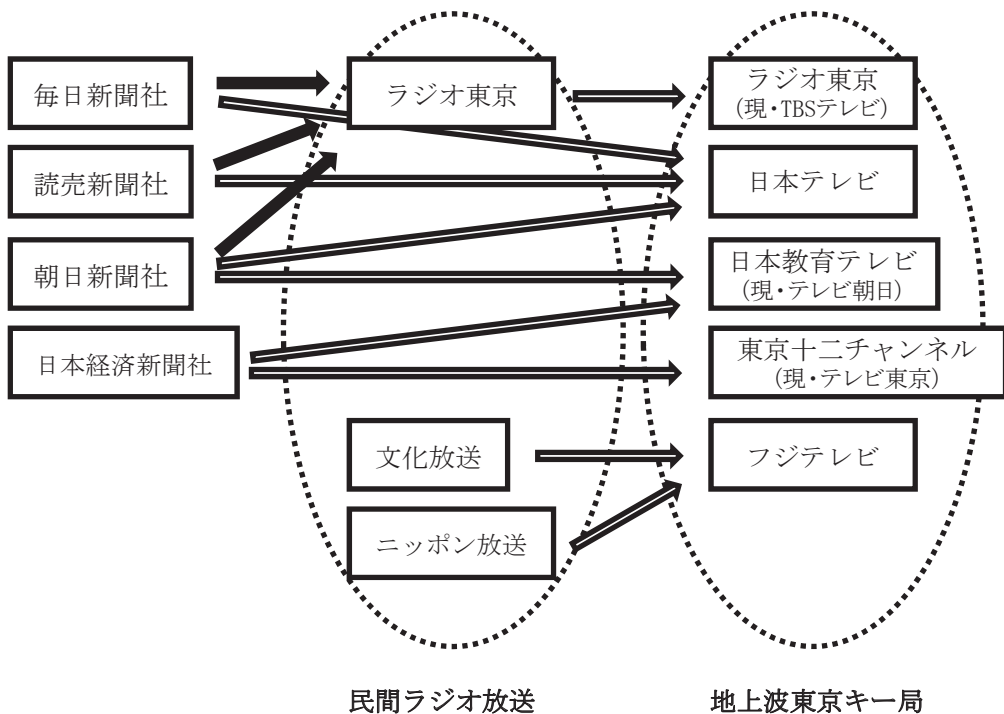 毎日新聞社
読売新聞社
朝日新聞社
日本経済新聞社
ラジオ東京
文化放送
ニッポン放送
ラジオ東京
(現・TBSテレビ)
日本テレビ
日本教育テレビ
(現・テレビ朝日)
東京十二チャンネル
(現・テレビ東京)
フジテレビ
民間ラジオ放送
地上波東京キー局